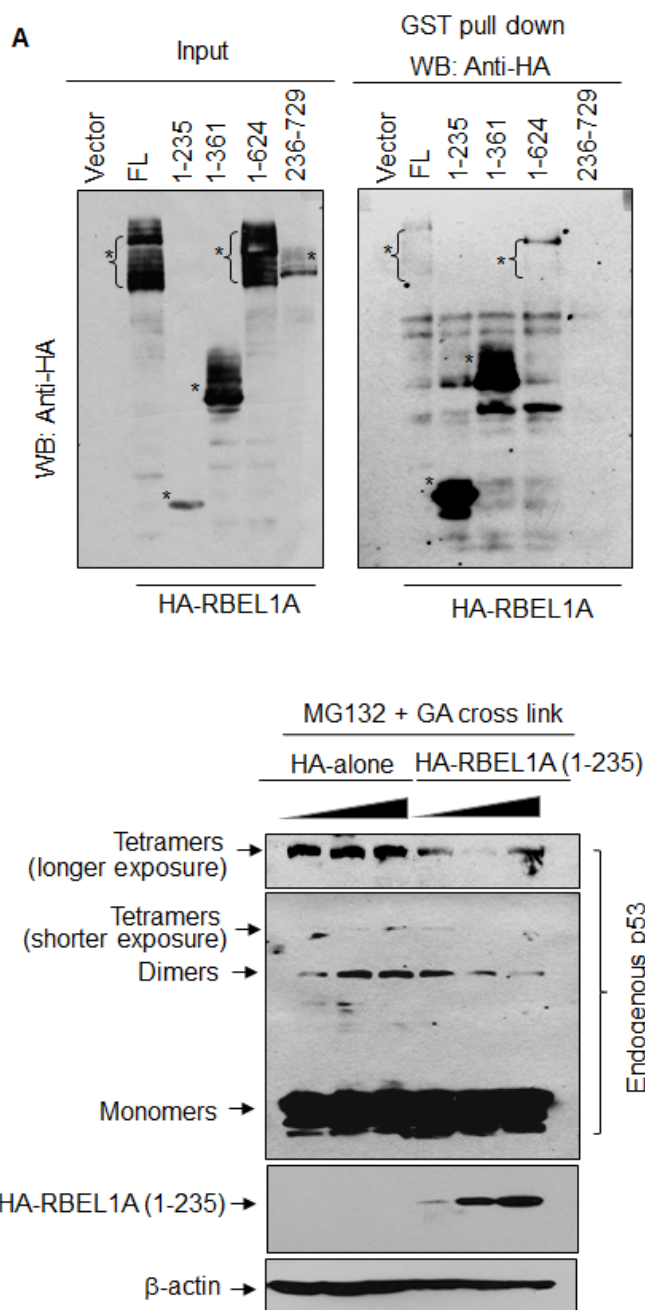 A
Input
GST pull down
WB: Anti-HA
Vector
FL
1-235
1-361
1-624
236-729
Vector
FL
1-235
1-361
1-624
236-729
WB: Anti-HA
*
*
*
*
*
*
*
*
*
HA-RBEL1A
HA-RBEL1A
MG132 + GA cross link
HA-alone
HA-RBEL1A (1-235)
Tetramers
(longer exposure)
Tetramers
(shorter exposure)
Dimers
Monomers
Endogenous p53
HA-RBEL1A (1-235)
β-actin